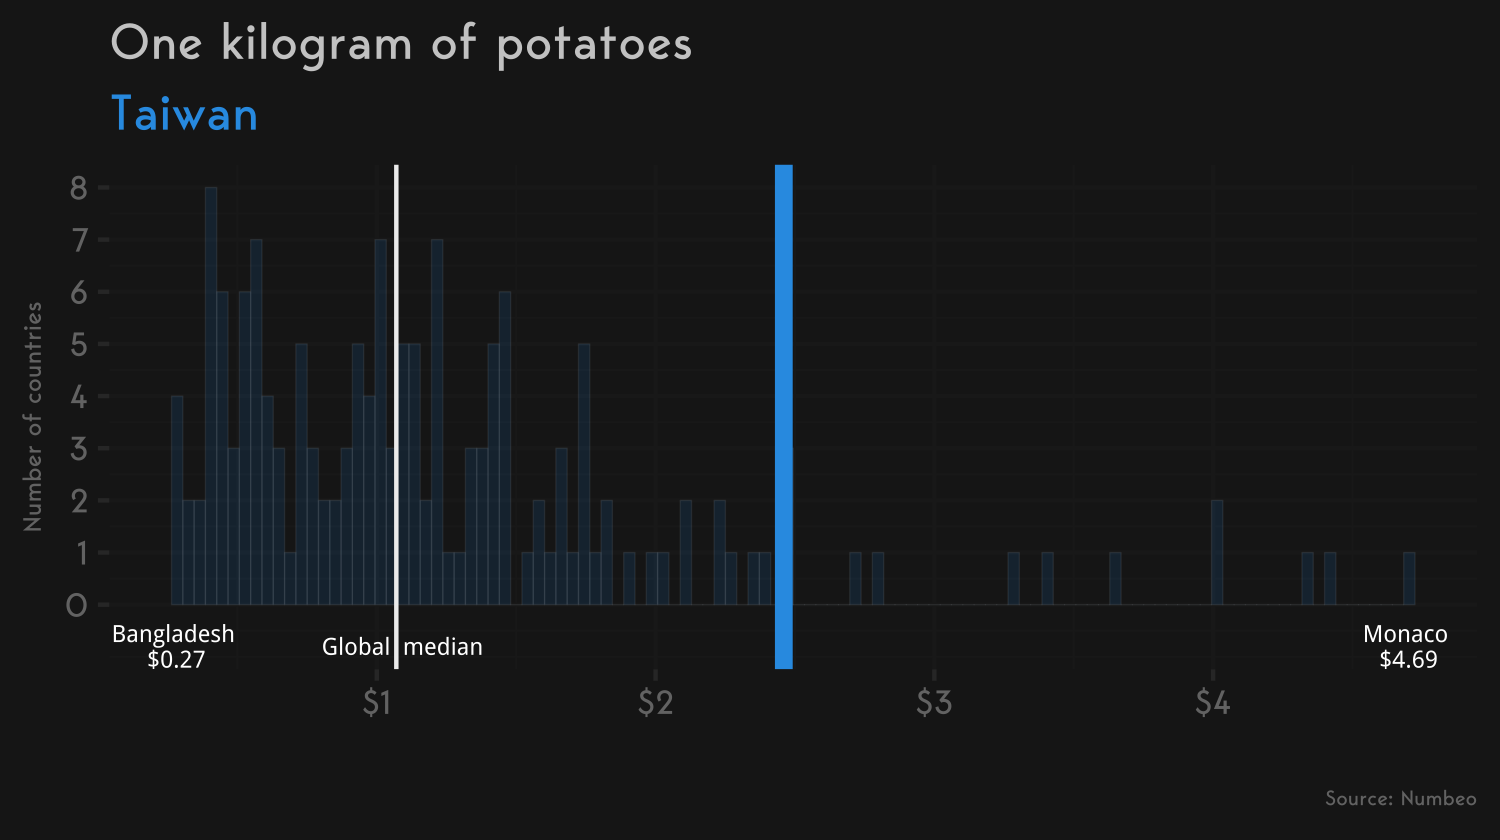 One kilogram of potatoes
Taiwan
Number of countries
8
7
6
5
4
3
2
1
0
Bangladesh
$0.27
Global median
Monaco
$4.69
$1
$2
$3
$4
Source: Numbeo